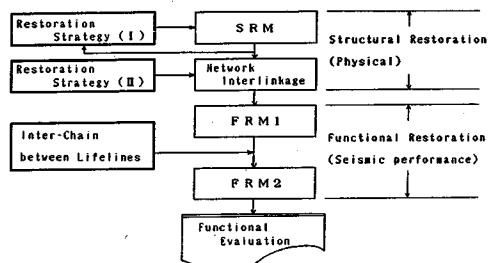 Restoration
Strategy (I)
SRM
Structural Restoration
(Physical)
Restoration
Strategy (II)
Network
Interlinkage
FRM1
Inter-Chain
between Lifelines
Functional Restoration
(Seismic performance)
FRM2
Functional
Evaluation